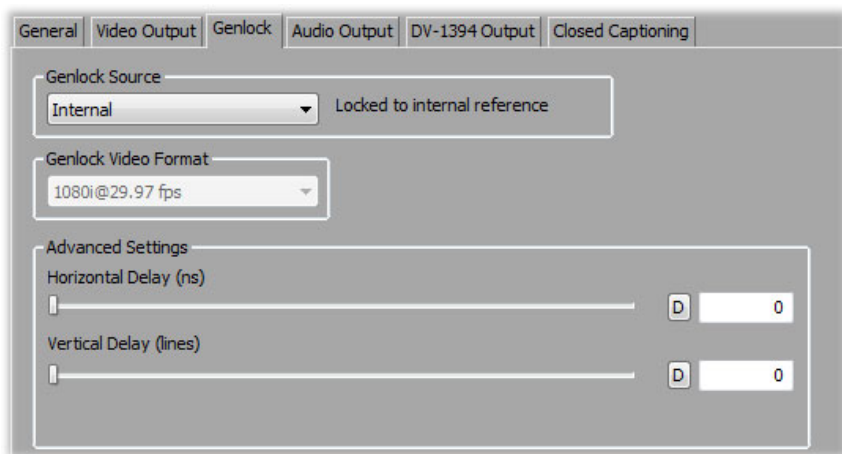 General Video Output Genlock Audio Output DV-1394 Output Closed Captioning
Genlock Source
Internal Locked to internal reference
Genlock Video Format
1080i@29.97 fps
Advanced Settings
Horizontal Delay (ns)
D 0
Vertical Delay (lines)
D 0